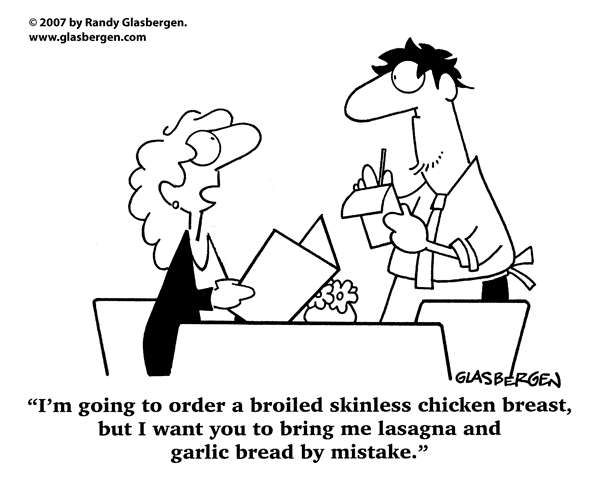 © 2007 by Randy Glasbergen.
www.glasbergen.com
GLASBERGEN
“I’m going to order a broiled skinless chicken breast,
but I want you to bring me lasagna and
garlic bread by mistake.”